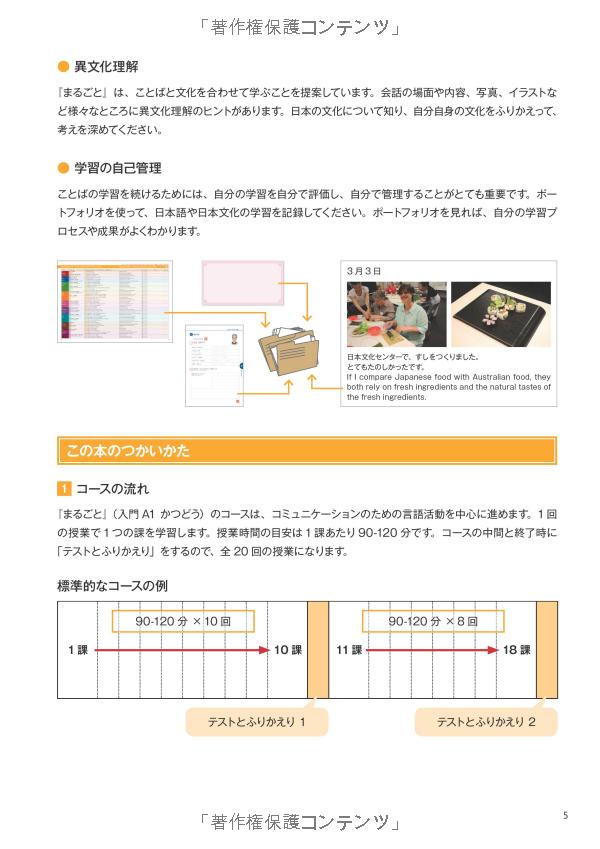 「著作権保護コンテンツ」
● 異文化理解
『まるごと』は、ことばと文化を合わせて学ぶことを提案しています。会話の場面や内容、写真、イラストな
ど様々なところに異文化理解のヒントがあります。日本の文化について知り、自分自身の文化をふりかえって、
考えを深めてください。
● 学習の自己管理
ことばの学習を続けるためには、自分の学習を自分で評価し、自分で管理することがとても重要です。ポー
トフォリオを使って、日本語や日本文化の学習を記録してください。ポートフォリオを見れば、自分の学習プ
ロセスや成果がよくわかります。
3月3日
日本文化センターで、すしをつくりました。
とてもたのしかったです。
If I compare Japanese food with Australian food, they
both rely on fresh ingredients and the natural tastes of
the fresh ingredients.
この本のつかいかた
1 コースの流れ
『まるごと』（入門 A1 かつどう）のコースは、コミュニケーションのための言語活動を中心に進めます。1回
の授業で1つの課を学習します。授業時間の目安は1課あたり90-120分です。コースの中間と終了時に
「テストとふりかえり」をするので、全20回の授業になります。
標準的なコースの例
90-120 分 ×10 回
90-120 分 ×8 回
1 課
10 課
11 課
18 課
テストとふりかえり 1
テストとふりかえり 2
5
「著作権保護コンテンツ」